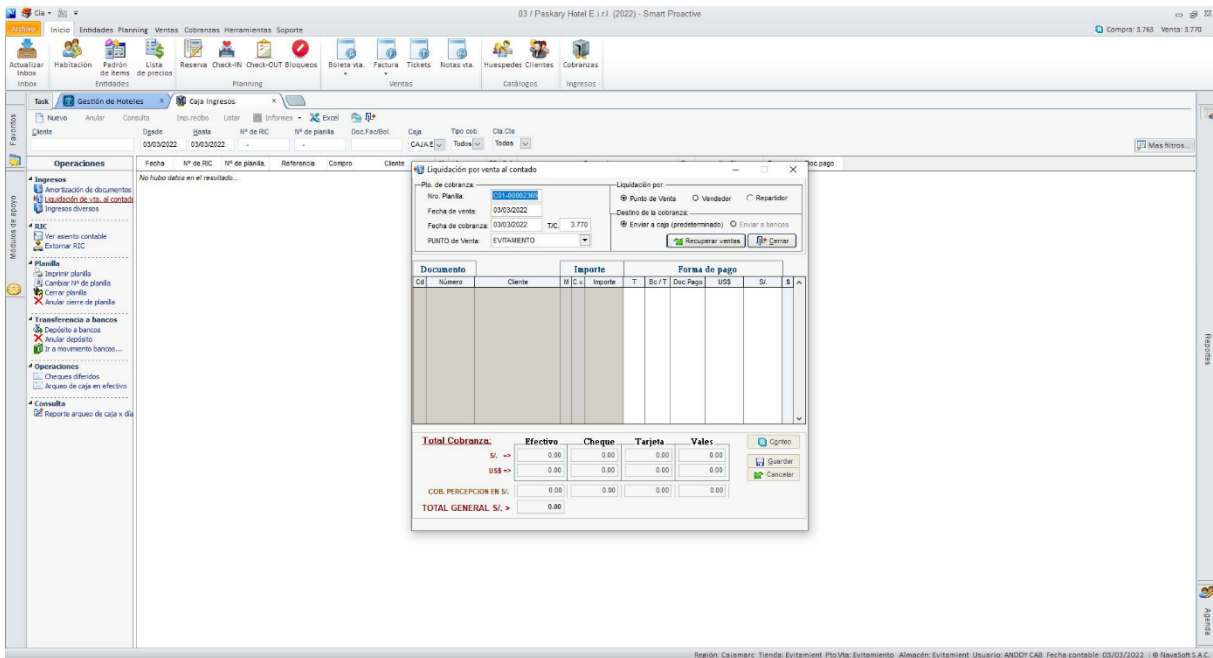 Cia
03 / Paskary Hotel E i.r.l. (2022) - Smart Proactive
Archivo Inicio Entidades Planning Ventas Cobranzas Herramientas Soporte
Compra: 3.763 Venta: 3.770
Actualizar Inbox
Habitación
Padrón de items
Lista de precios
Reserva Check-IN Check-OUT Bloqueos
Boleta vta. Factura Tickets Notas vta.
Huespedes Clientes
Cobranzas
Inbox Entidades Planning Ventas Catálogos Ingresos
Task Gestión de Hoteles x Caja Ingresos x
Nuevo Anular Consulta Imp.recibo Listar Informes Excel
Cliente Desde Hasta Nº de RIC Nº de planilla Doc.Fac/Bol. Caja Tipo cob. Cta.Cte
03/03/2022 03/03/2022 - - CAJA E Todos Todos
Mas filtros...
Operaciones
Fecha Nº de RIC Nº de planilla. Referencia Compro Cliente
Doc.pago
No hubo datos en el resultado...
Ingresos
Amortización de documentos
Liquidación de vta. al contado
Ingresos diversos
RIC
Ver asiento contable
Extornar RIC
Planilla
Imprimir planilla
Cambiar Nº de planilla
Cerrar planilla
Anular cierre de planilla
Transferencia a bancos
Depósito a bancos
Anular depósito
Ir a movimiento bancos...
Operaciones
Cheques diferidos
Arqueo de caja en efectivo
Consulta
Reporte arqueo de caja x día
Favoritos
Módulos de apoyo
Liquidación por venta al contado
Pto. de cobranza:
Nro. Planilla: C01-00002369
Fecha de venta: 03/03/2022
Fecha de cobranza: 03/03/2022 T/C. 3.770
PUNTO de Venta: EVITAMIENTO
Liquidación por:
Punto de Venta Vendedor Repartidor
Destino de la cobranza:
Enviar a caja (predeterminado) Enviar a bancos
Recuperar ventas Cerrar
Documento Importe Forma de pago
Cd Número Cliente M C.v. Importe T Bc/T Doc.Pago US$ S/. $
Total Cobranza: Efectivo Cheque Tarjeta Vales
S/. => 0.00 0.00 0.00 0.00
US$ => 0.00 0.00 0.00 0.00
COB. PERCEPCION EN S/. 0.00 0.00 0.00 0.00
TOTAL GENERAL S/. > 0.00
Conteo
Guardar
Cancelar
Reportes
Agenda
Región: Cajamarc Tienda: Evitament Pto.Vta: Evitamiento Almacén: Evitament Usuario: ANDDY CAB Fecha contable: 03/03/2022 © NavaSoft S.A.C.